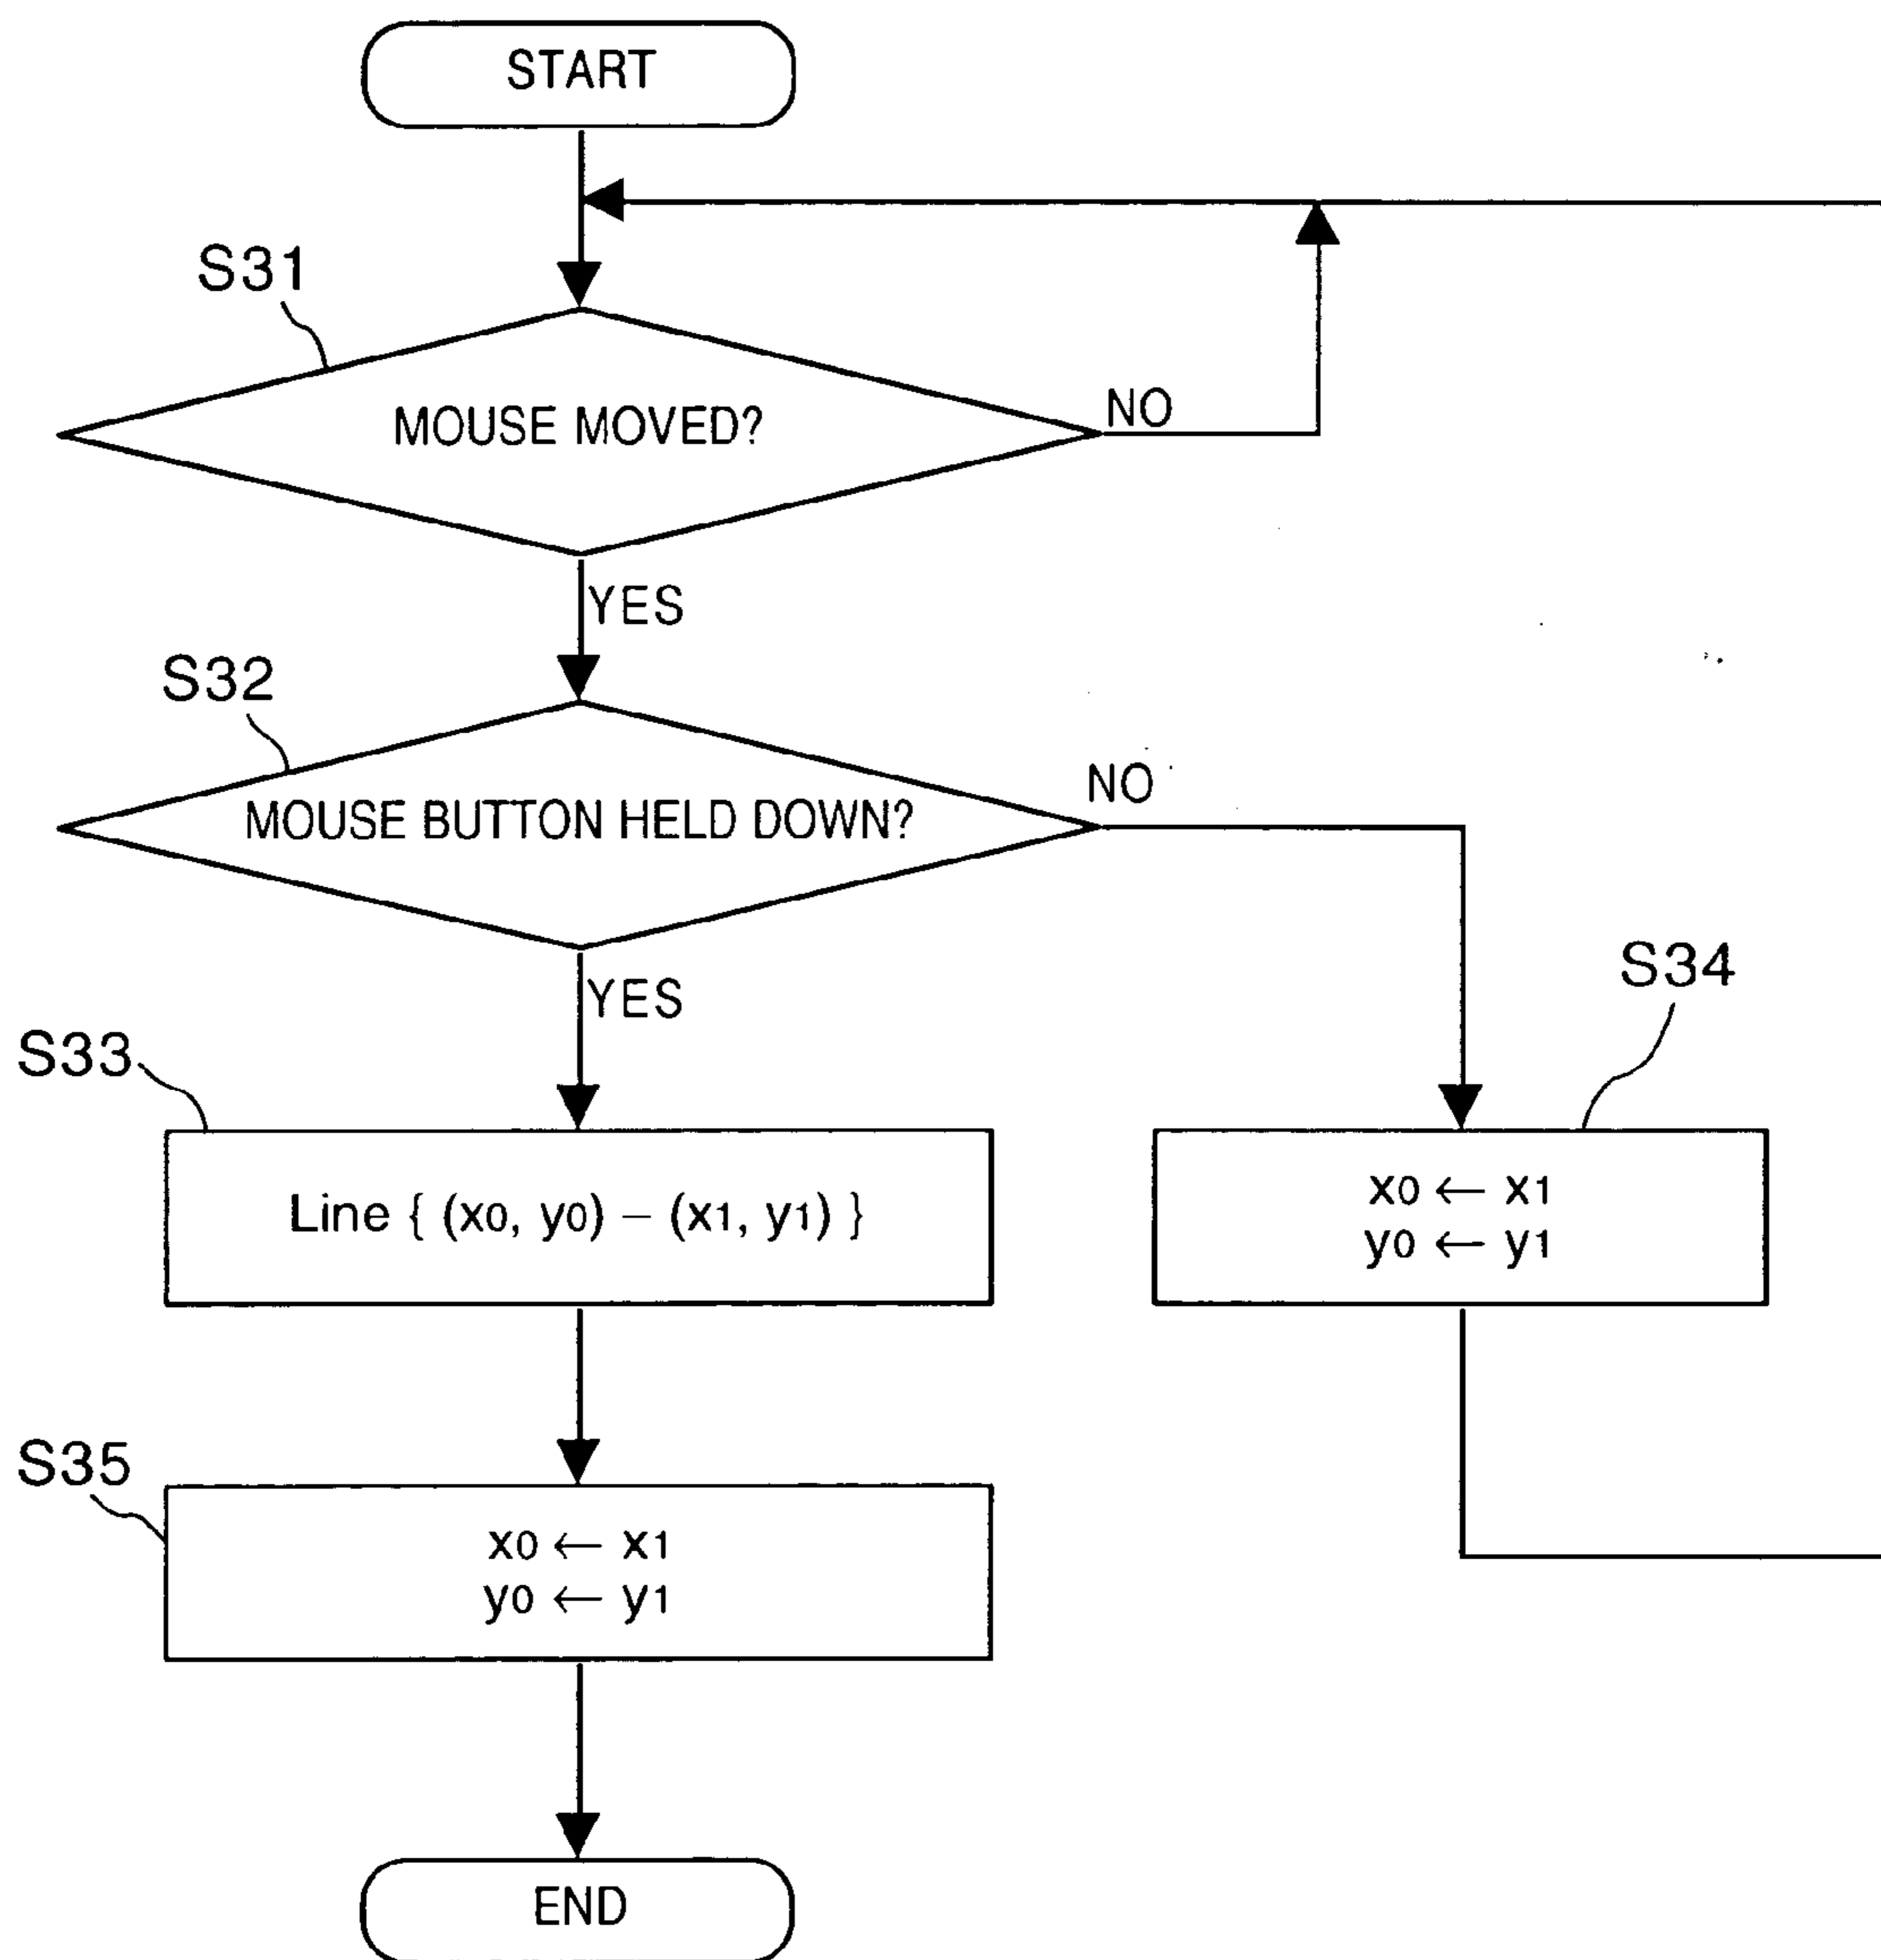 START
S31
MOUSE MOVED?
NO
YES
S32
MOUSE BUTTON HELD DOWN?
NO
YES
S33
Line { (x0, y0) – (x1, y1) }
S34
x0 ← x1
y0 ← y1
S35
x0 ← x1
y0 ← y1
END